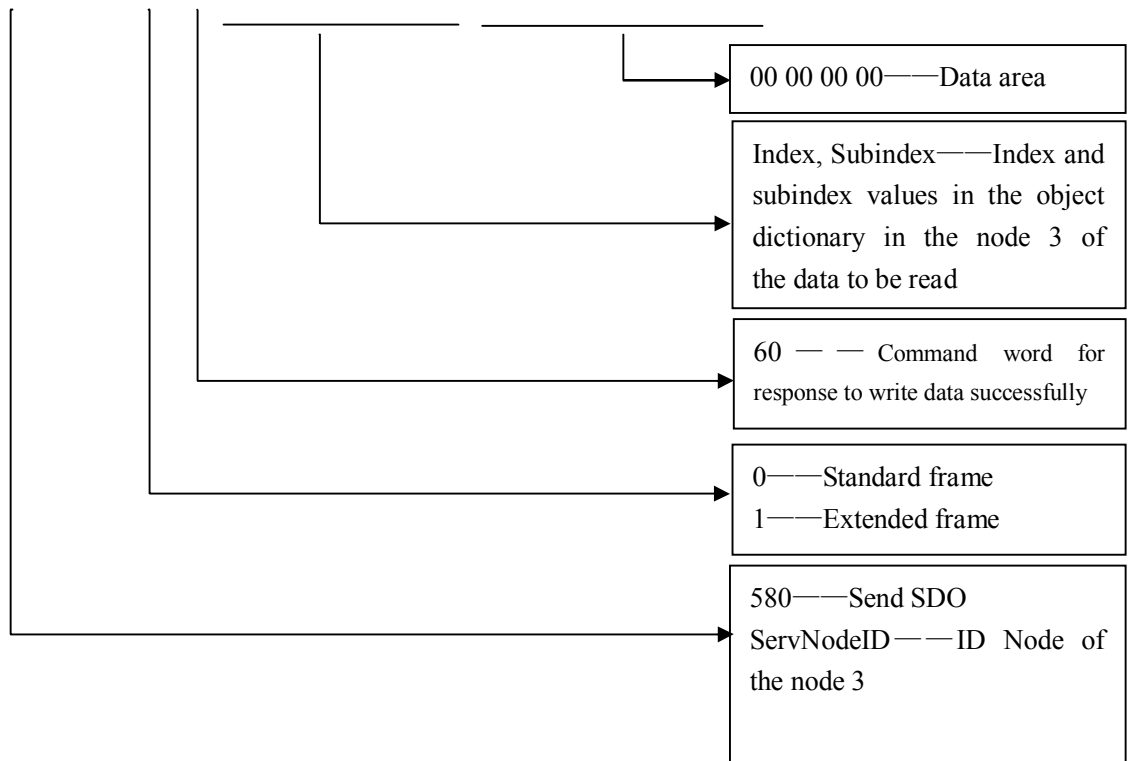 00 00 00 00——Data area
Index, Subindex——Index and
subindex values in the object
dictionary in the node 3 of
the data to be read
60 — — Command word for
response to write data successfully
0——Standard frame
1——Extended frame
580——Send SDO
ServNodeID——ID Node of
the node 3